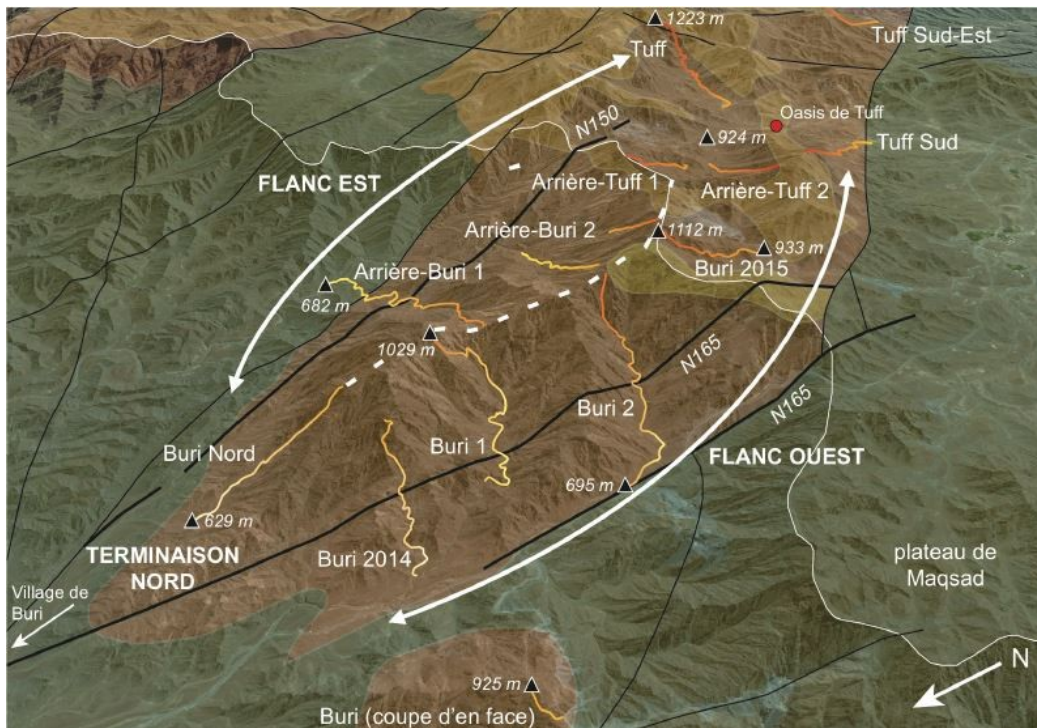 1223 m
Tuff
Tuff Sud-Est
Oasis de Tuff
N150
924 m
Tuff Sud
FLANC EST
Arrière-Tuff 1
Arrière-Tuff 2
Arrière-Buri 2
1112 m
933 m
Arrière-Buri 1
Buri 2015
682 m
1029 m
N165
N165
Buri 2
Buri Nord
Buri 1
FLANC OUEST
695 m
629 m
TERMINAISON
NORD
Buri 2014
plateau de
Maqsad
Village de
Buri
N
925 m
Buri (coupe d'en face)